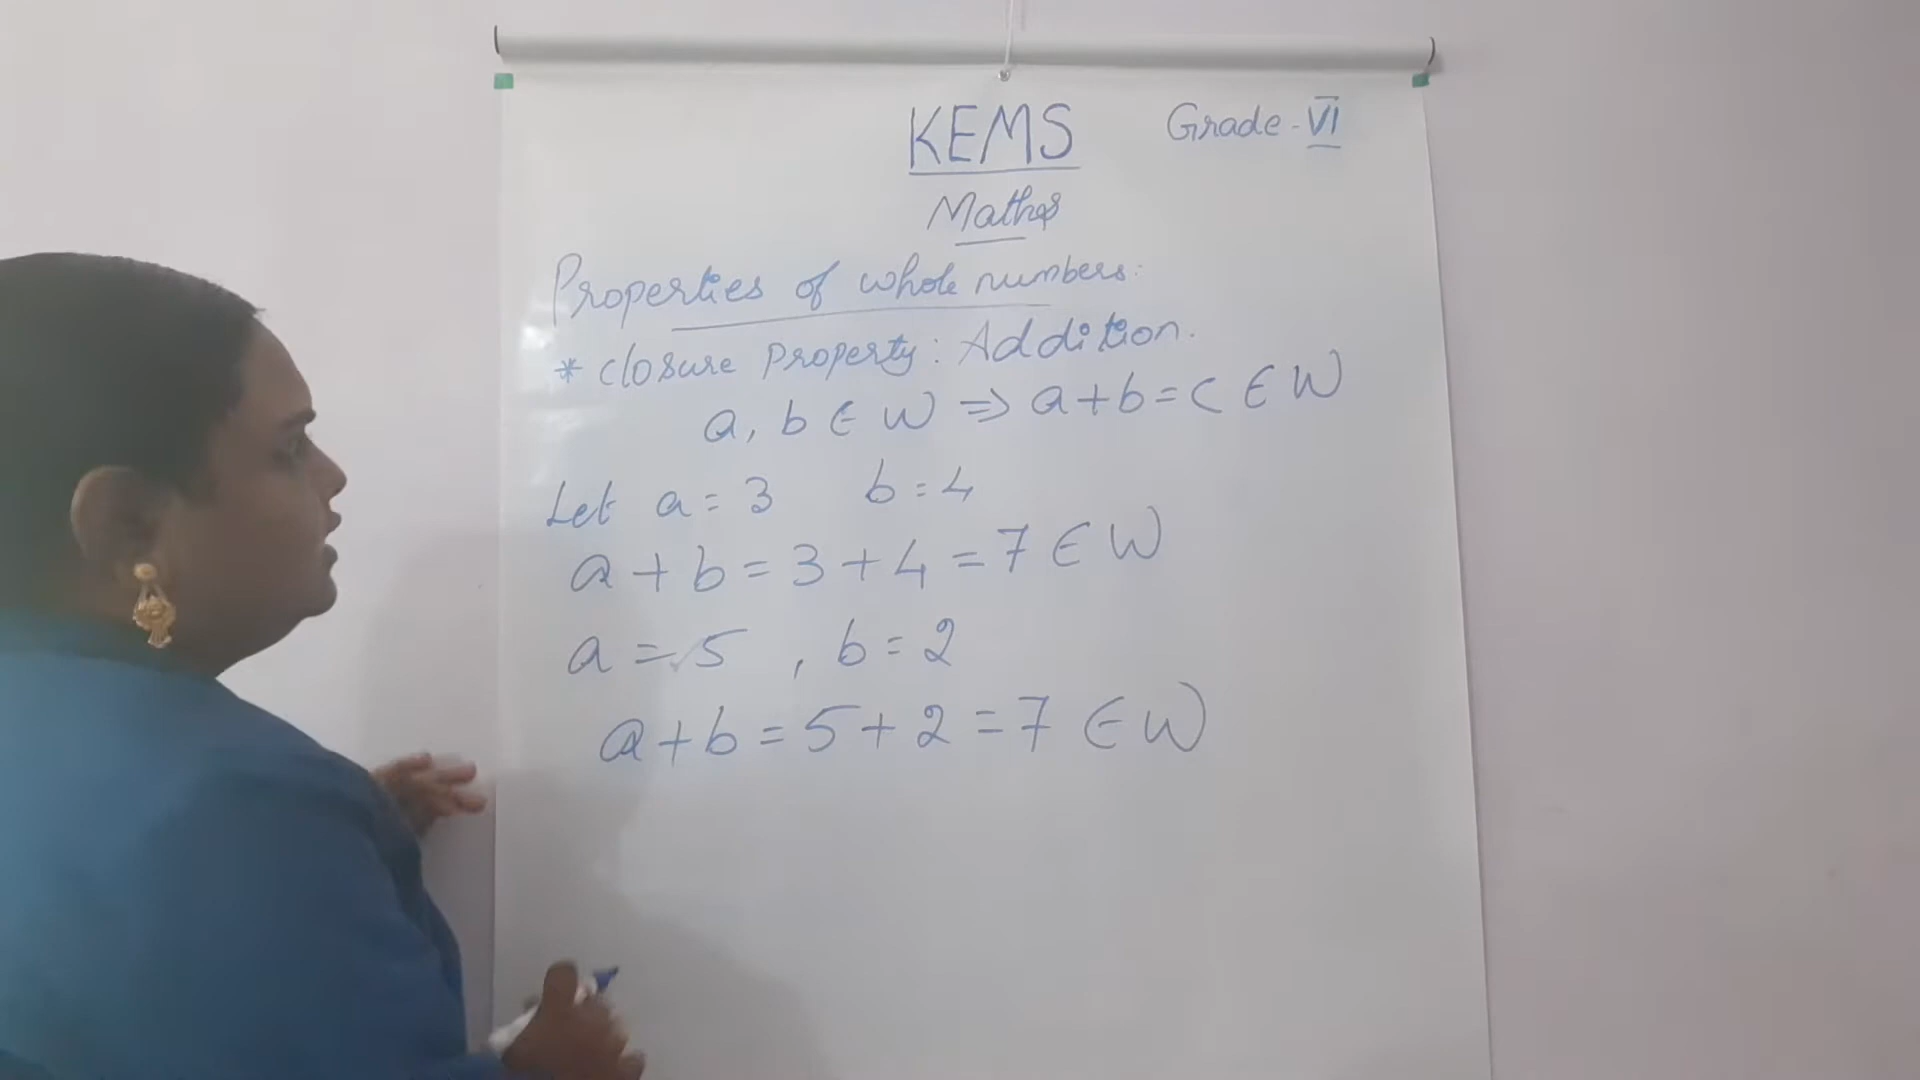 KEMS Grade - VI
Maths
Properties of whole numbers:
* closure property: Addition.
a, b ∈ W ⇒ a+b = c ∈ W
Let a = 3 b = 4
a + b = 3 + 4 = 7 ∈ W
a = 5 , b = 2
a + b = 5 + 2 = 7 ∈ W